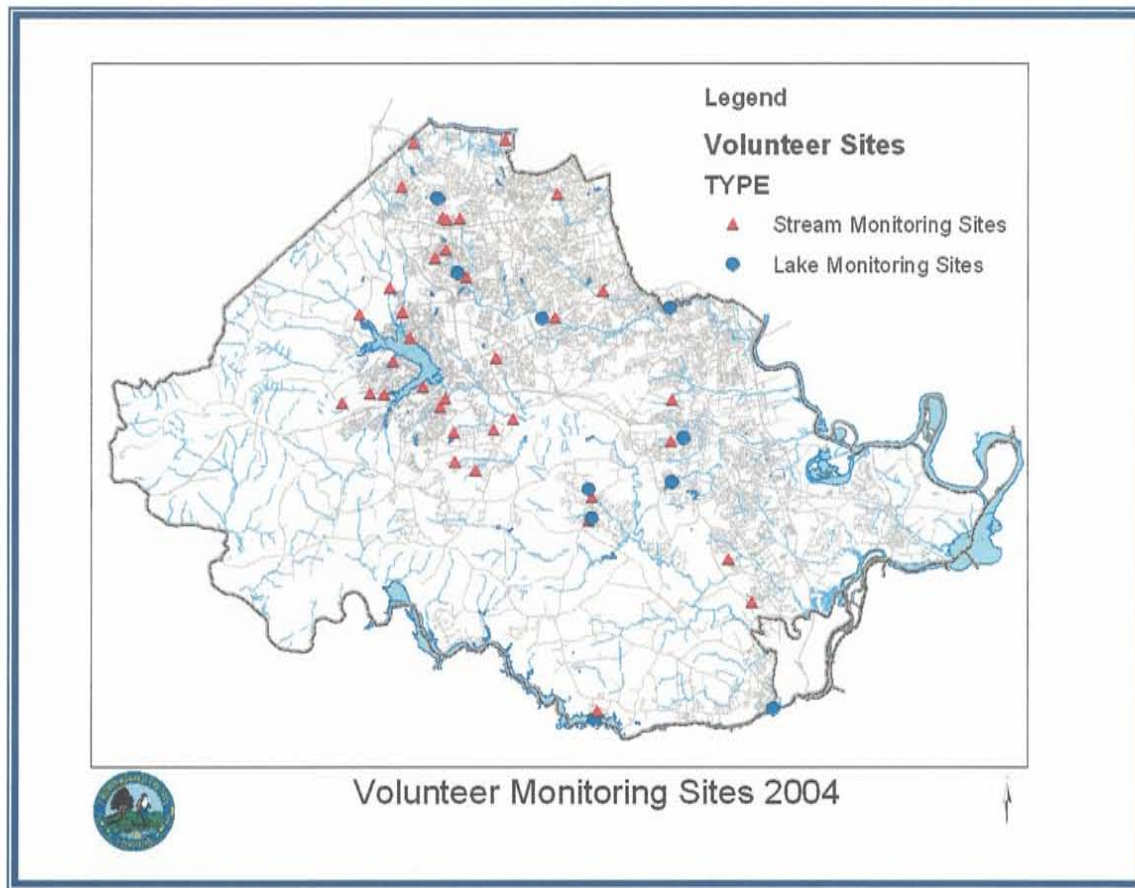 Legend
Volunteer Sites
TYPE
Stream Monitoring Sites
Lake Monitoring Sites
Volunteer Monitoring Sites 2004